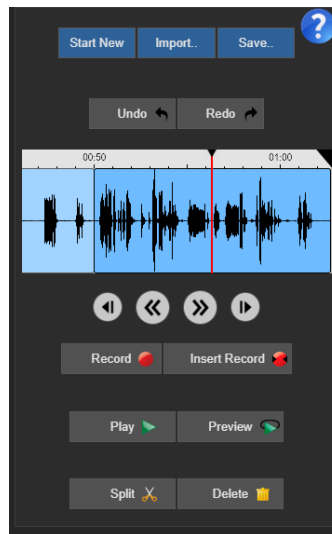 ?
Start New Import.. Save..
Undo Redo
00:50 01:00
Record Insert Record
Play Preview
Split Delete